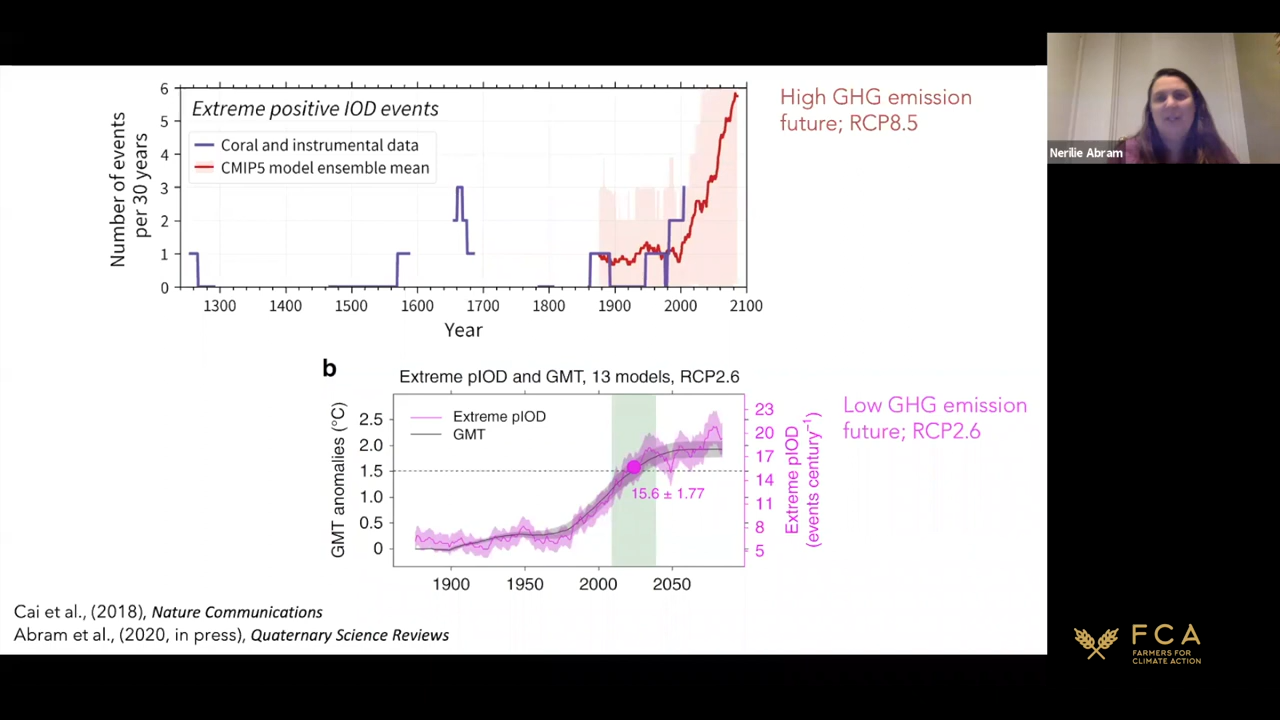 Extreme positive IOD events
Coral and instrumental data
CMIP5 model ensemble mean
Number of events
per 30 years
6
5
4
3
2
1
0
1300 1400 1500 1600 1700 1800 1900 2000 2100
Year
High GHG emission
future; RCP8.5
Nerilie Abram
b
Extreme pIOD and GMT, 13 models, RCP2.6
Extreme pIOD
GMT
GMT anomalies (°C)
2.5
2.0
1.5
1.0
0.5
0
15.6 ± 1.77
23
20
17
14
11
8
5
Extreme pIOD
(events century⁻¹)
1900 1950 2000 2050
Low GHG emission
future; RCP2.6
Cai et al., (2018), Nature Communications
Abram et al., (2020, in press), Quaternary Science Reviews
FCA
FARMERS FOR
CLIMATE ACTION